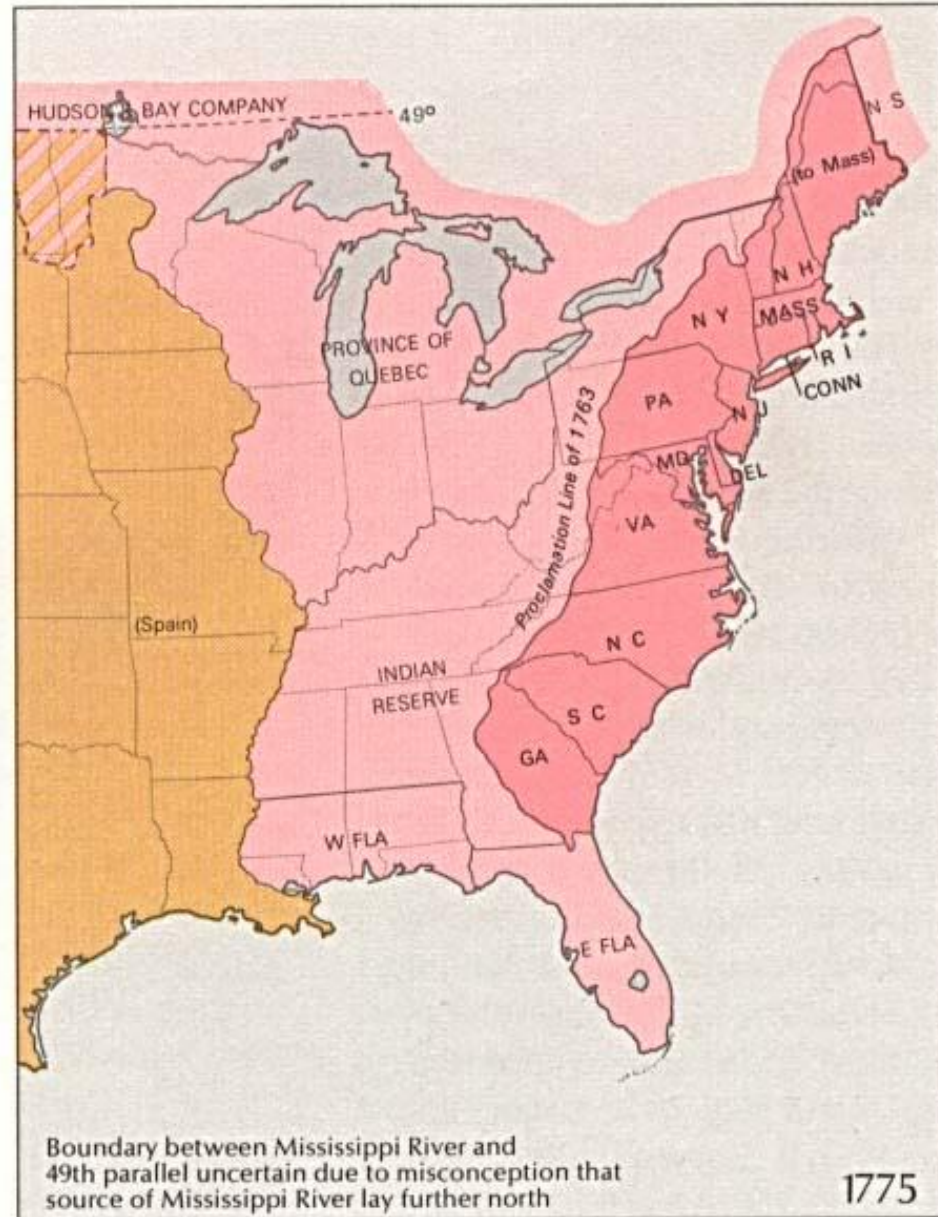 HUDSON'S BAY COMPANY
49°
N S
(to Mass)
N H
N Y
MASS
R I
CONN
PROVINCE OF
QUEBEC
PA
N J
Proclamation Line of 1763
MD
DEL
VA
(Spain)
N C
INDIAN
RESERVE
S C
GA
W FLA
E FLA
Boundary between Mississippi River and
49th parallel uncertain due to misconception that
source of Mississippi River lay further north
1775